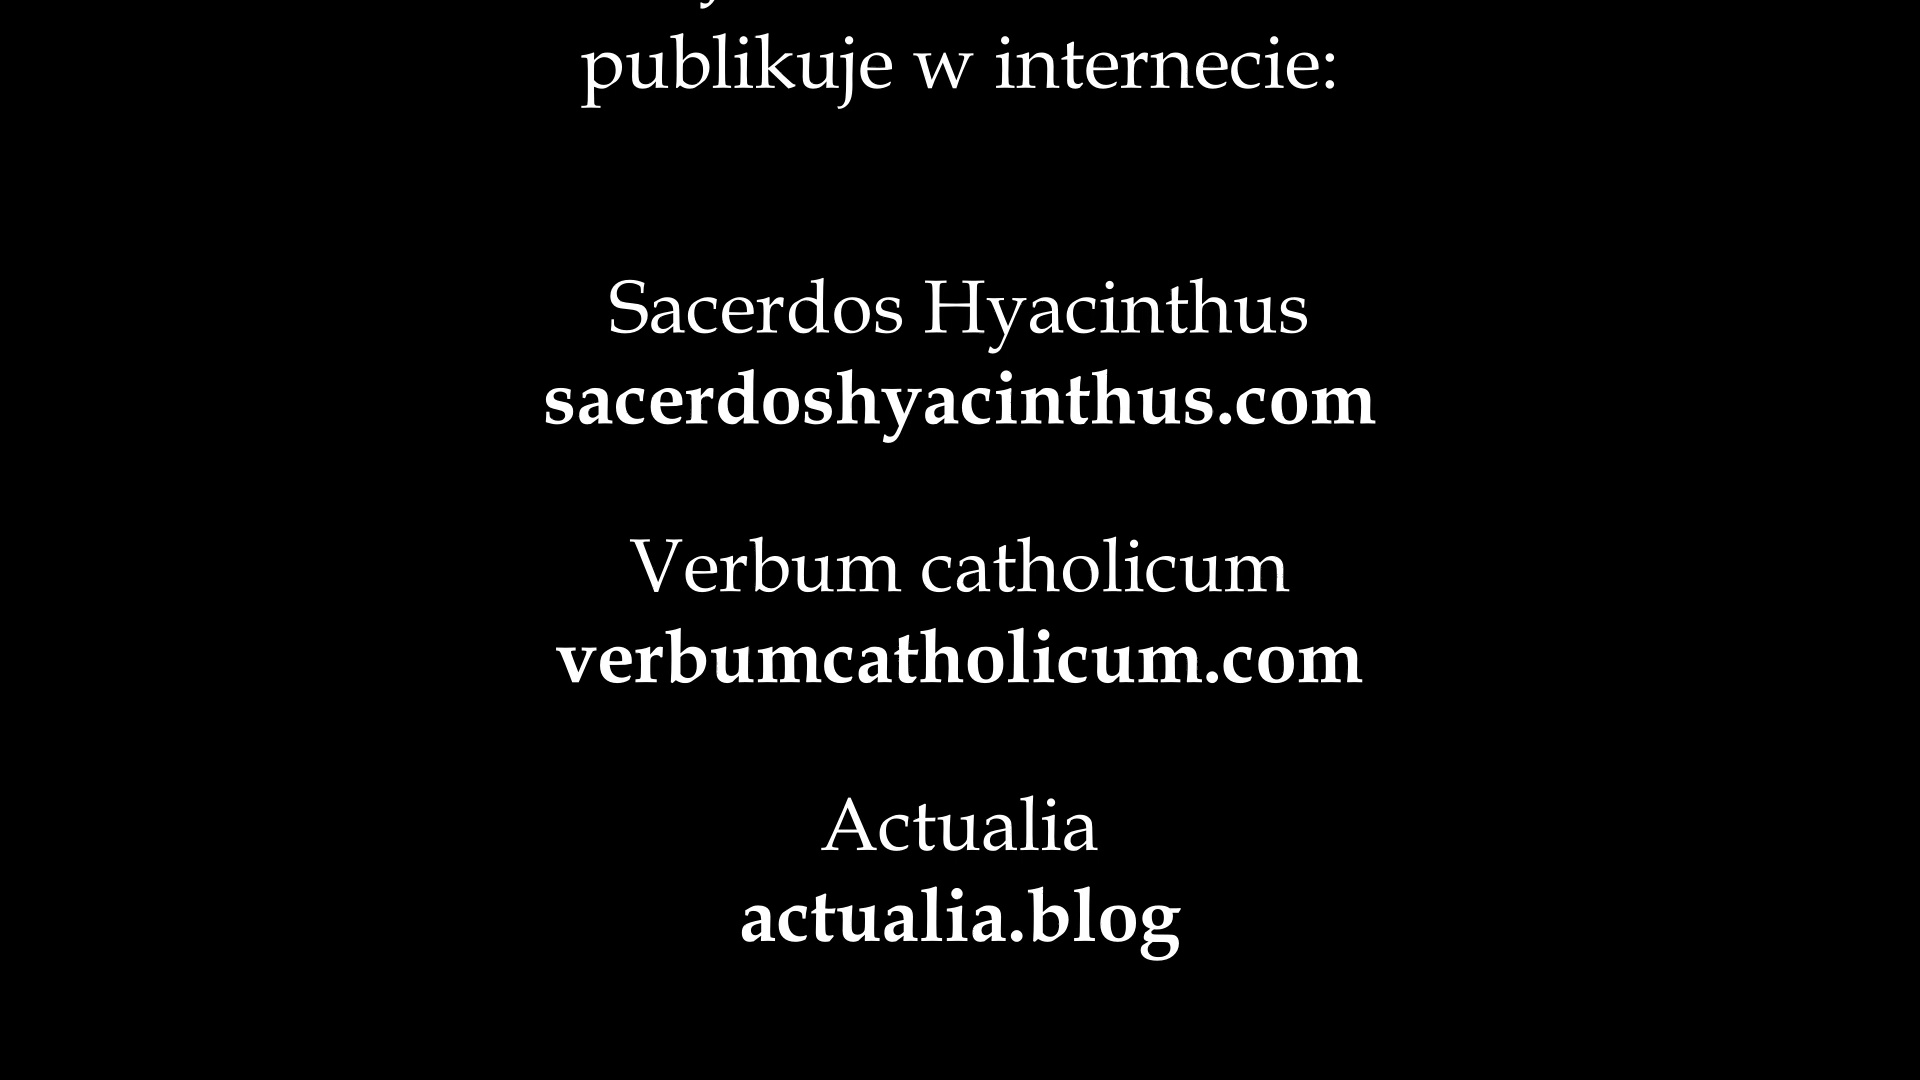 publikuje w internecie:
Sacerdos Hyacinthus
sacerdoshyacinthus.com
Verbum catholicum
verbumcatholicum.com
Actualia
actualia.blog